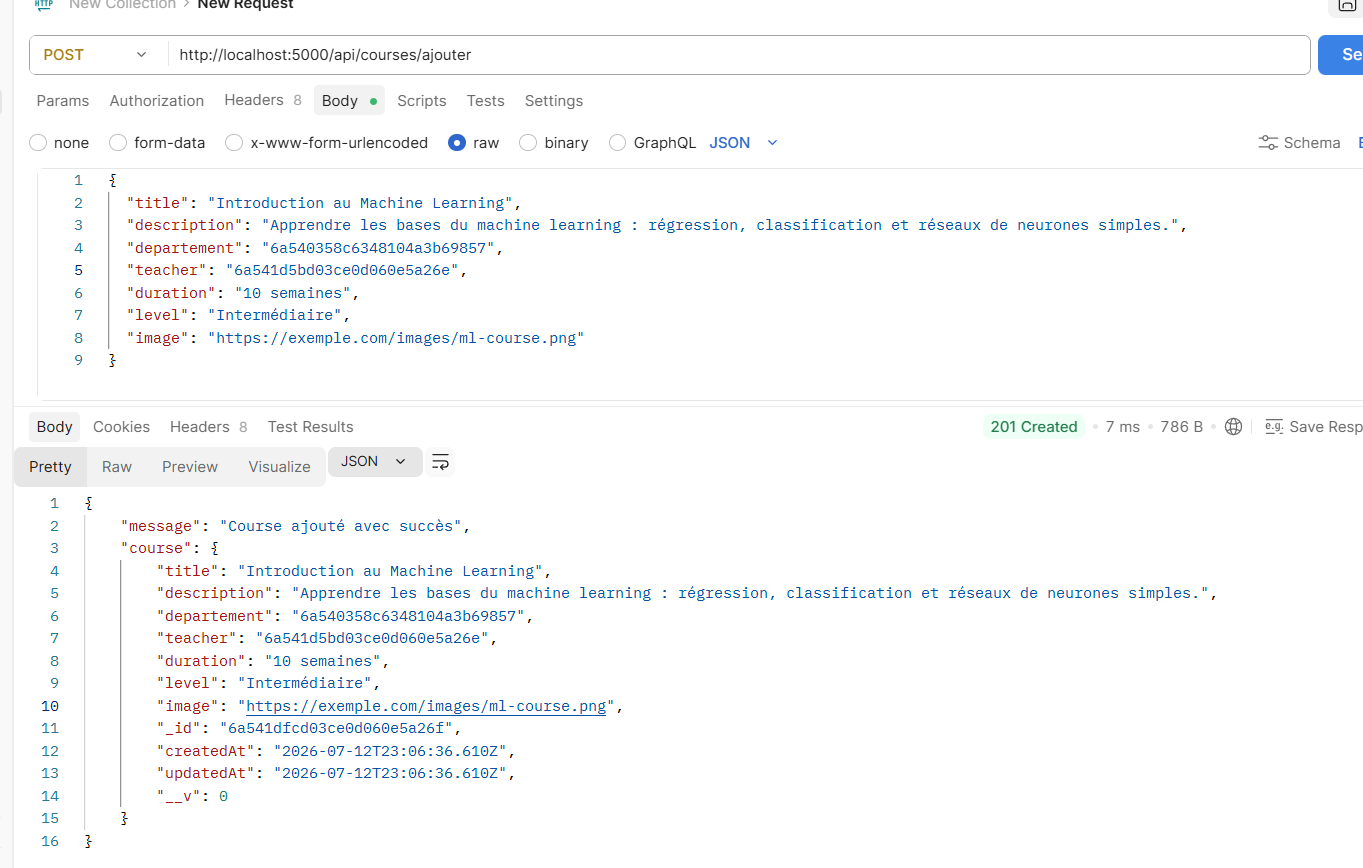 HTTP New Collection > New Request
POST http://localhost:5000/api/courses/ajouter Se
Params Authorization Headers 8 Body Scripts Tests Settings
none form-data x-www-form-urlencoded raw binary GraphQL JSON Schema
1 {
2 "title": "Introduction au Machine Learning",
3 "description": "Apprendre les bases du machine learning : régression, classification et réseaux de neurones simples.",
4 "departement": "6a540358c6348104a3b69857",
5 "teacher": "6a541d5bd03ce0d060e5a26e",
6 "duration": "10 semaines",
7 "level": "Intermédiaire",
8 "image": "https://exemple.com/images/ml-course.png"
9 }
Body Cookies Headers 8 Test Results 201 Created • 7 ms • 786 B • e.g. Save Resp
Pretty Raw Preview Visualize JSON
1 {
2 "message": "Course ajouté avec succès",
3 "course": {
4 "title": "Introduction au Machine Learning",
5 "description": "Apprendre les bases du machine learning : régression, classification et réseaux de neurones simples.",
6 "departement": "6a540358c6348104a3b69857",
7 "teacher": "6a541d5bd03ce0d060e5a26e",
8 "duration": "10 semaines",
9 "level": "Intermédiaire",
10 "image": "https://exemple.com/images/ml-course.png",
11 "_id": "6a541dfcd03ce0d060e5a26f",
12 "createdAt": "2026-07-12T23:06:36.610Z",
13 "updatedAt": "2026-07-12T23:06:36.610Z",
14 "__v": 0
15 }
16 }